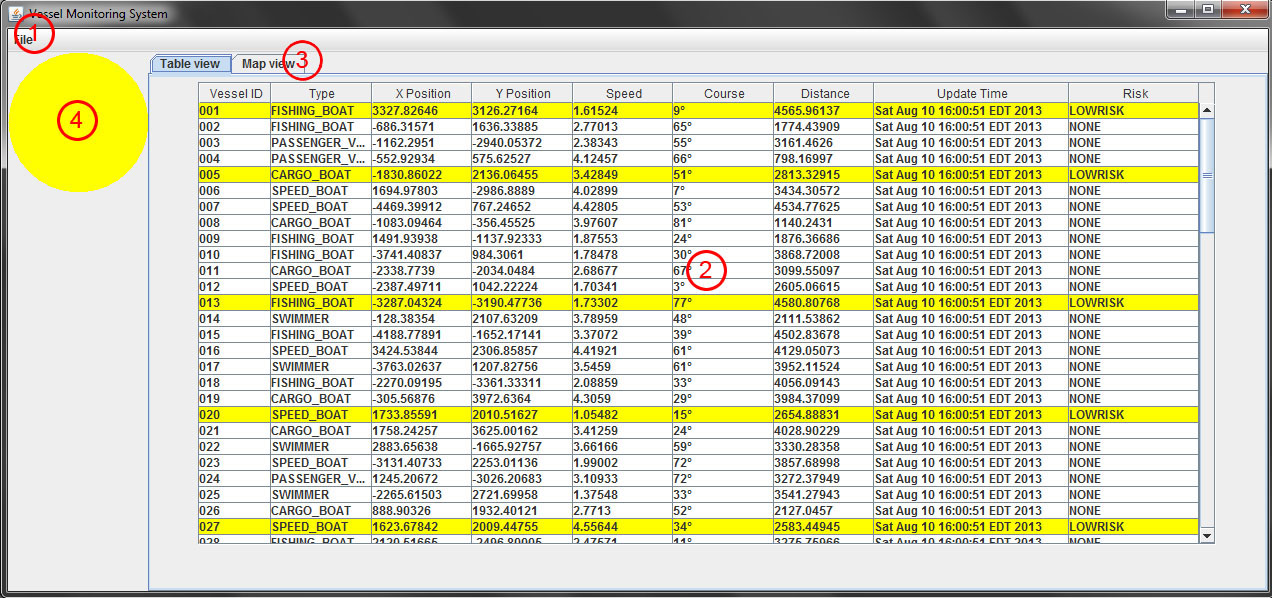 Vessel Monitoring System
File
1
Table view Map view 3
4
Vessel ID Type X Position Y Position Speed Course Distance Update Time Risk
001 FISHING_BOAT 3327.82646 3126.27164 1.61524 9° 4565.96137 Sat Aug 10 16:00:51 EDT 2013 LOWRISK
002 FISHING_BOAT -686.31571 1636.33885 2.77013 65° 1774.43909 Sat Aug 10 16:00:51 EDT 2013 NONE
003 PASSENGER_V... -1162.2951 -2940.05372 2.38343 55° 3161.4626 Sat Aug 10 16:00:51 EDT 2013 NONE
004 PASSENGER_V... -552.92934 575.62527 4.12457 66° 798.16997 Sat Aug 10 16:00:51 EDT 2013 NONE
005 CARGO_BOAT -1830.86022 2136.06455 3.42849 51° 2813.32915 Sat Aug 10 16:00:51 EDT 2013 LOWRISK
006 SPEED_BOAT 1694.97803 -2986.8889 4.02899 7° 3434.30572 Sat Aug 10 16:00:51 EDT 2013 NONE
007 SPEED_BOAT -4469.39912 767.24652 4.42805 53° 4534.77625 Sat Aug 10 16:00:51 EDT 2013 NONE
008 CARGO_BOAT -1083.09464 -356.45525 3.97607 81° 1140.2431 Sat Aug 10 16:00:51 EDT 2013 NONE
009 FISHING_BOAT 1491.93938 -1137.92333 1.87553 24° 1876.36686 Sat Aug 10 16:00:51 EDT 2013 NONE
010 FISHING_BOAT -3741.40837 984.3061 1.78478 30° 3868.72008 Sat Aug 10 16:00:51 EDT 2013 NONE
011 CARGO_BOAT -2338.7739 -2034.0484 2.68677 67° 3099.55097 Sat Aug 10 16:00:51 EDT 2013 NONE
2
012 SPEED_BOAT -2387.49711 1042.22224 1.70341 3° 2605.06615 Sat Aug 10 16:00:51 EDT 2013 NONE
013 FISHING_BOAT -3287.04324 -3190.47736 1.73302 77° 4580.80768 Sat Aug 10 16:00:51 EDT 2013 LOWRISK
014 SWIMMER -128.38354 2107.63209 3.78959 48° 2111.53862 Sat Aug 10 16:00:51 EDT 2013 NONE
015 FISHING_BOAT -4188.77891 -1652.17141 3.37072 39° 4502.83678 Sat Aug 10 16:00:51 EDT 2013 NONE
016 SPEED_BOAT 3424.53844 2306.85857 4.41921 61° 4129.05073 Sat Aug 10 16:00:51 EDT 2013 NONE
017 SWIMMER -3763.02637 1207.82756 3.5459 61° 3952.11524 Sat Aug 10 16:00:51 EDT 2013 NONE
018 FISHING_BOAT -2270.09195 -3361.33311 2.08859 33° 4056.09143 Sat Aug 10 16:00:51 EDT 2013 NONE
019 CARGO_BOAT -305.56876 3972.6364 4.3059 29° 3984.37099 Sat Aug 10 16:00:51 EDT 2013 NONE
020 SPEED_BOAT 1733.85591 2010.51627 1.05482 15° 2654.88831 Sat Aug 10 16:00:51 EDT 2013 LOWRISK
021 CARGO_BOAT 1758.24257 3625.00162 3.41259 24° 4028.90229 Sat Aug 10 16:00:51 EDT 2013 NONE
022 SWIMMER 2883.65638 -1665.92757 3.66166 59° 3330.28358 Sat Aug 10 16:00:51 EDT 2013 NONE
023 SPEED_BOAT -3131.40733 2253.01136 1.99002 72° 3857.68998 Sat Aug 10 16:00:51 EDT 2013 NONE
024 PASSENGER_V... 1245.20672 -3026.20683 3.10933 72° 3272.37949 Sat Aug 10 16:00:51 EDT 2013 NONE
025 SWIMMER -2265.61503 2721.69958 1.37548 33° 3541.27943 Sat Aug 10 16:00:51 EDT 2013 NONE
026 CARGO_BOAT 888.90326 1932.40121 2.7713 52° 2127.0457 Sat Aug 10 16:00:51 EDT 2013 NONE
027 SPEED_BOAT 1623.67842 2009.44755 4.55644 34° 2583.44945 Sat Aug 10 16:00:51 EDT 2013 LOWRISK
028 FISHING_BOAT 2120.51665 -2496.80005 2.47571 11° 3275.75966 Sat Aug 10 16:00:51 EDT 2013 NONE